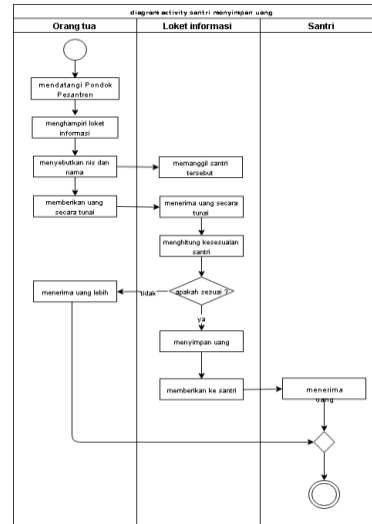 diagram activity santri menyimpan uang
Orang tua
Loket informasi
Santri
mendatangi Pondok
Pesantren
menghampiri loket
informasi
menyebutkan nis dan
nama
memanggil santri
tersebut
memberikan uang
secara tunai
menerima uang secara
tunai
menghitung kesesuaian
santri
menerima uang lebih
tidak
apakah sesuai ?
ya
menyimpan uang
memberikan ke santri
menerima
uang